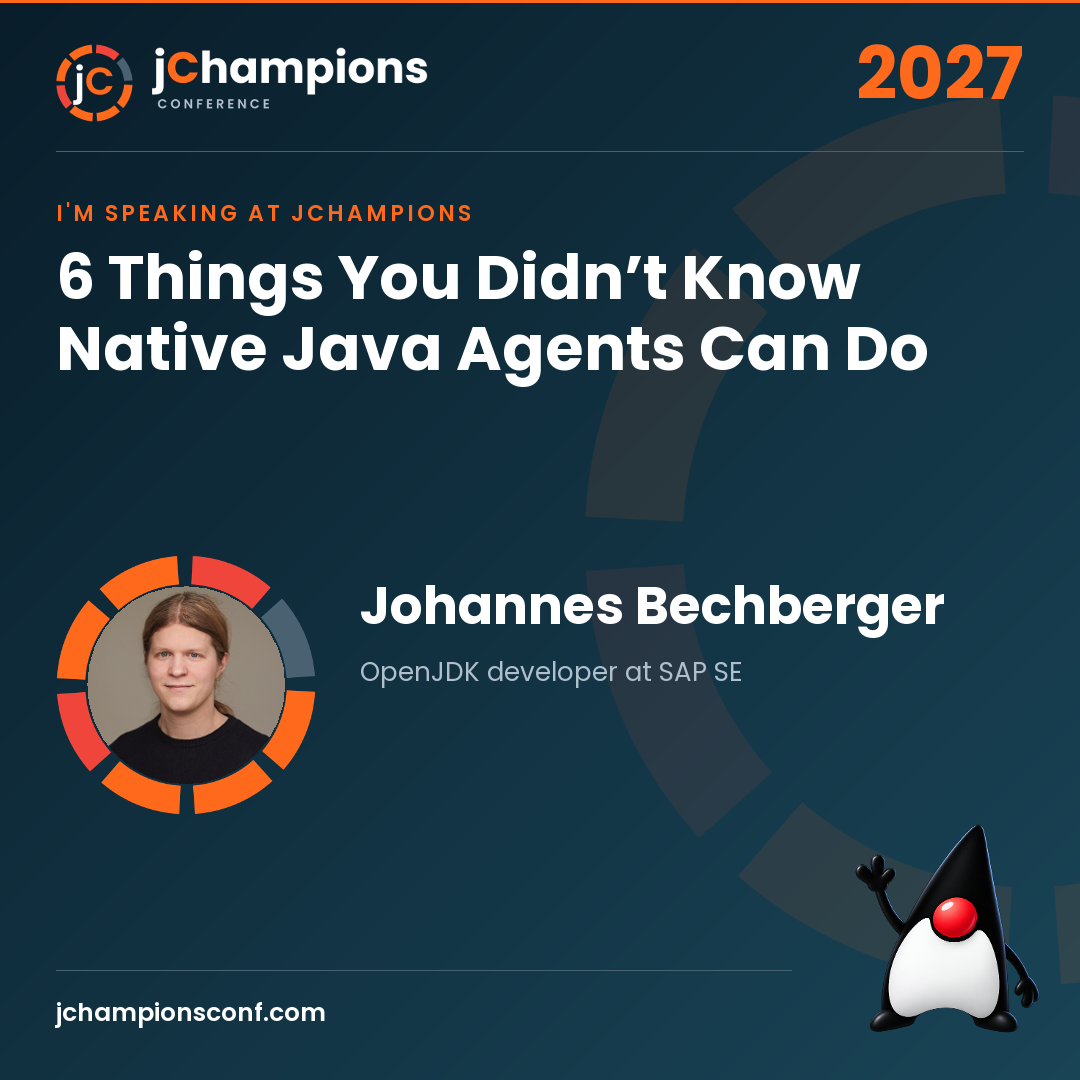 jC
jChampions
CONFERENCE
2027
I'M SPEAKING AT JCHAMPIONS
6 Things You Didn’t Know
Native Java Agents Can Do
Johannes Bechberger
OpenJDK developer at SAP SE
jchampionsconf.com